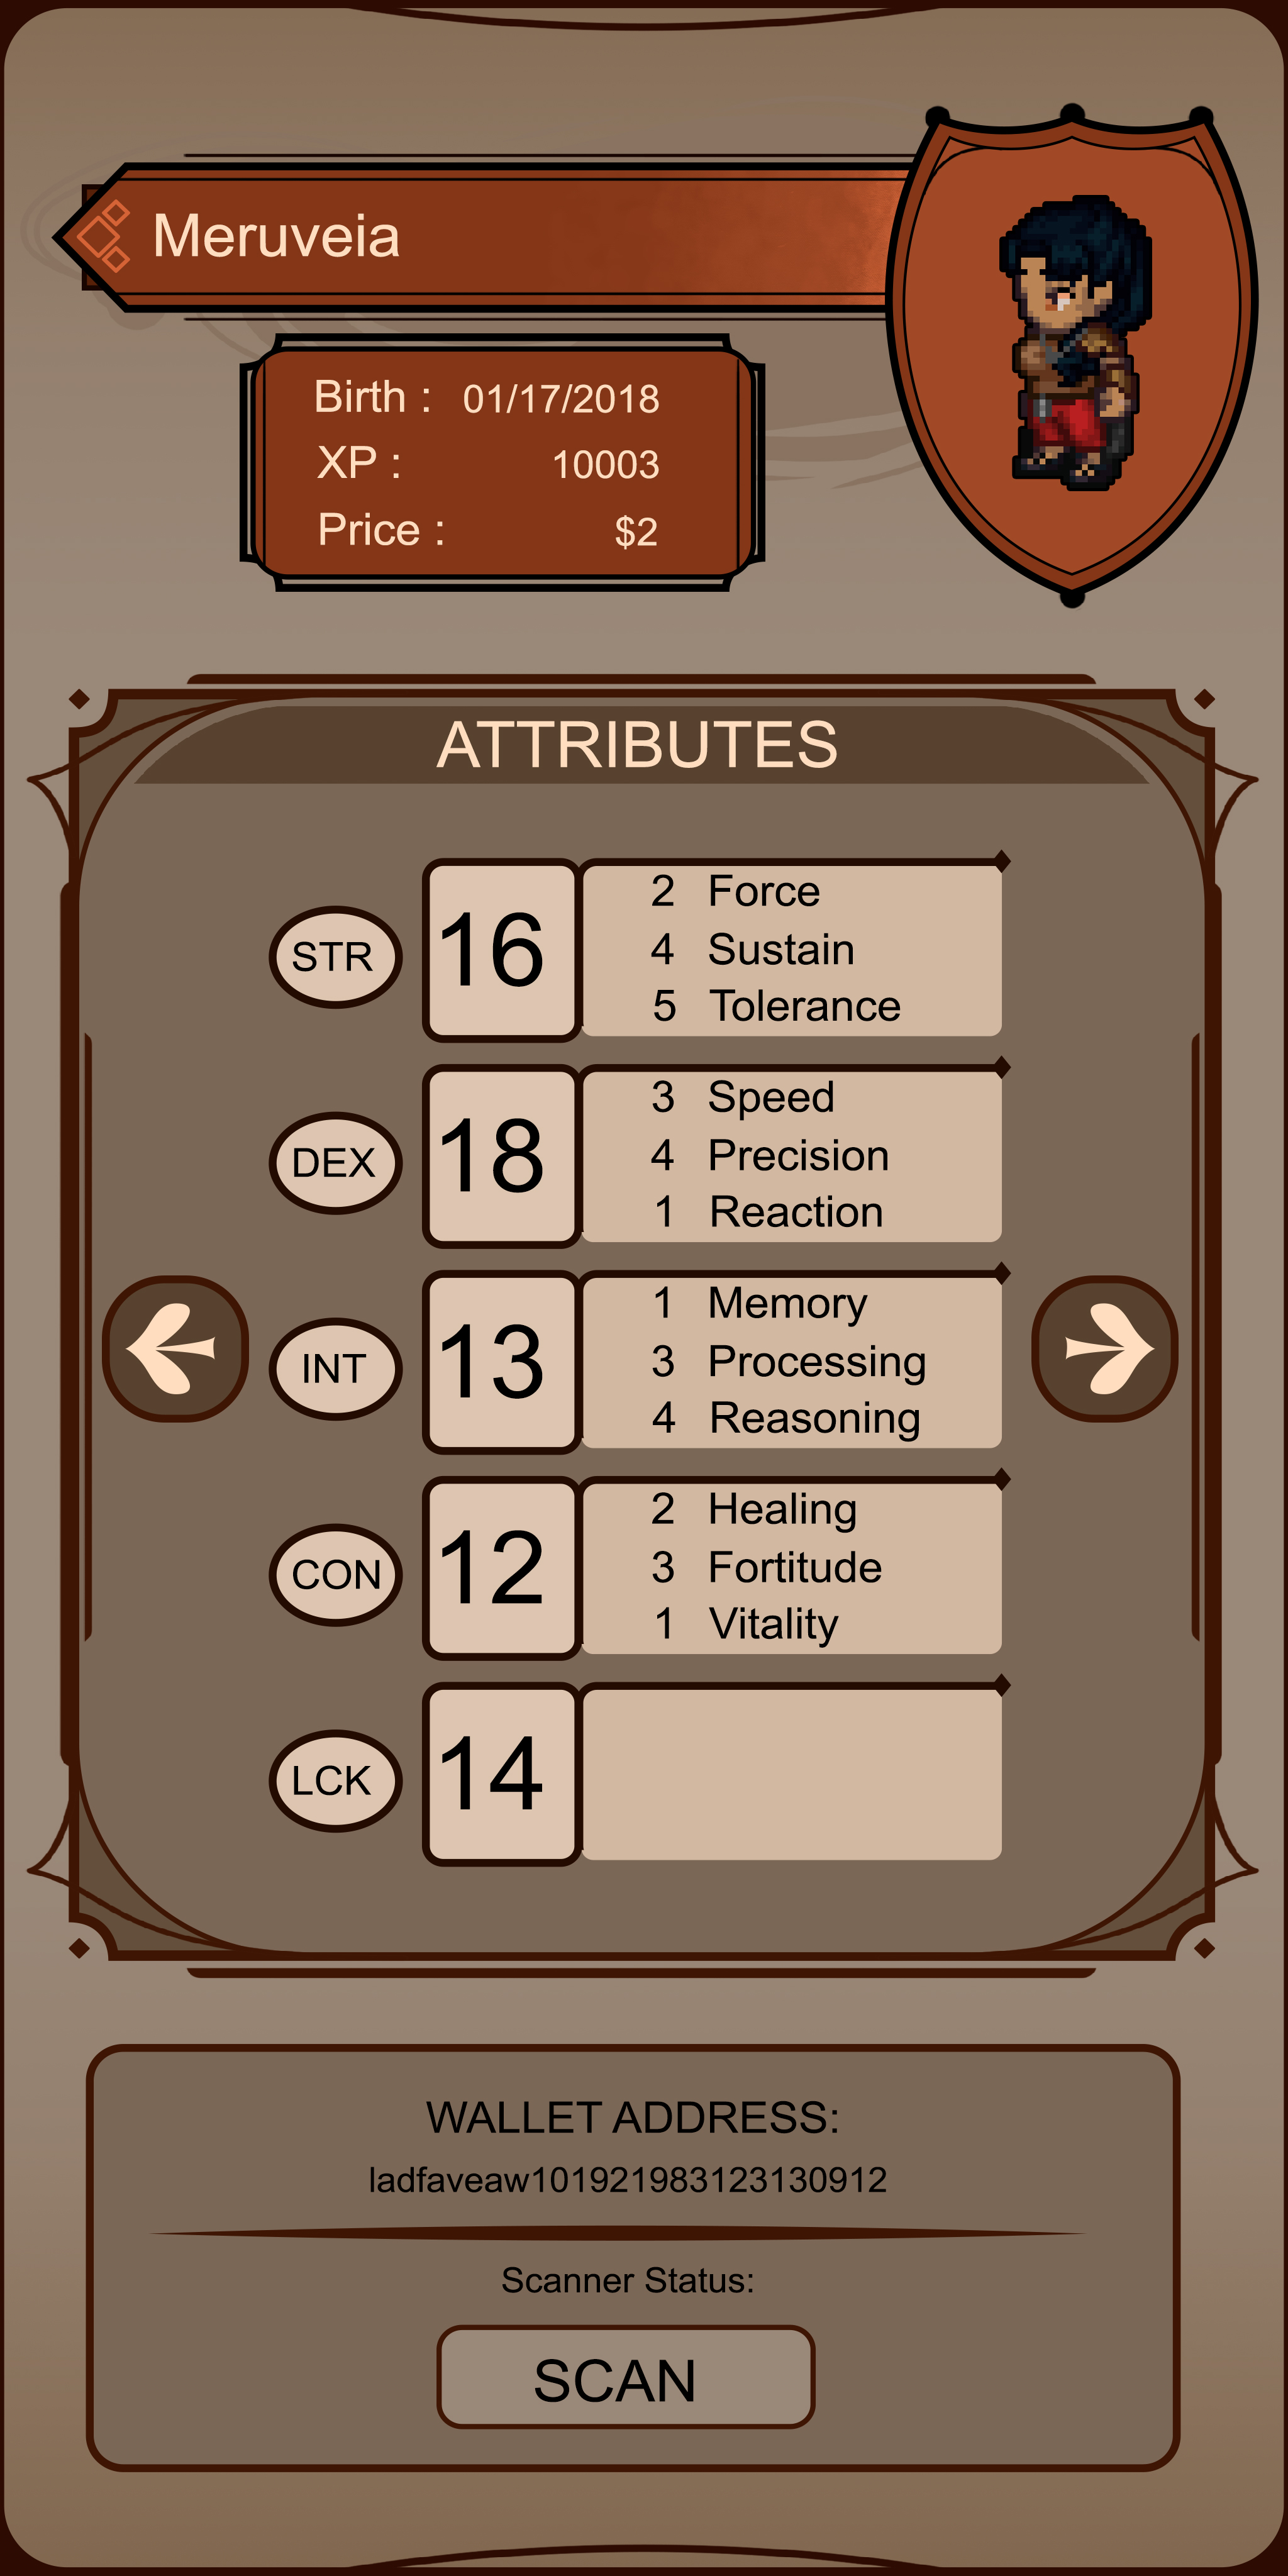 Meruveia
Birth : 01/17/2018
XP : 10003
Price : $2
ATTRIBUTES
STR 16
2 Force
4 Sustain
5 Tolerance
DEX 18
3 Speed
4 Precision
1 Reaction
INT 13
1 Memory
3 Processing
4 Reasoning
CON 12
2 Healing
3 Fortitude
1 Vitality
LCK 14
WALLET ADDRESS:
ladfaveaw101921983123130912
Scanner Status:
SCAN